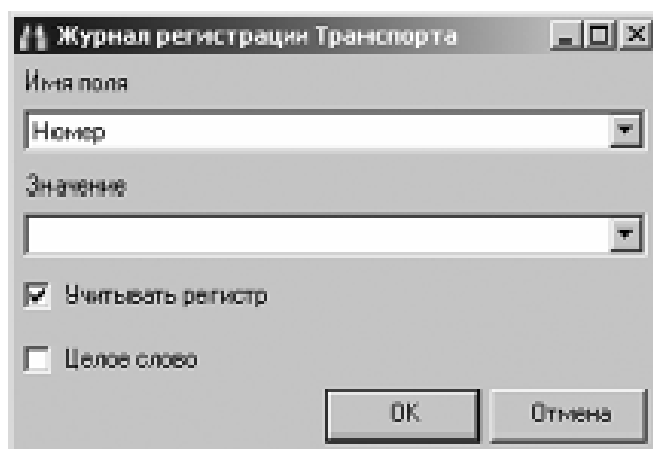 Журнал регистрации Транспорта
Имя поля
Номер
Значение
Учитывать регистр
Целое слово
OK Отмена